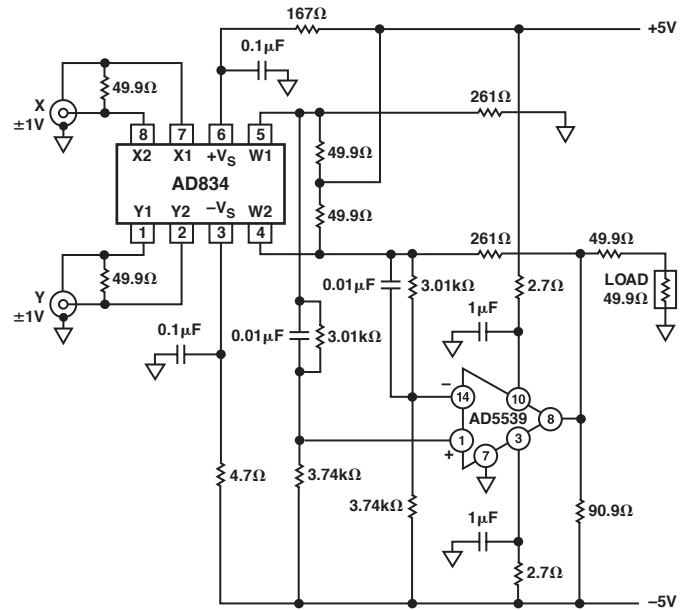 167Ω
+5V
0.1μF
49.9Ω
X
±1V
261Ω
8 7 6 5
X2 X1 +VS W1
49.9Ω
AD834
49.9Ω
Y1 Y2 –VS W2
1 2 3 4
261Ω
49.9Ω
49.9Ω
Y
±1V
0.01μF
3.01kΩ
2.7Ω
LOAD
49.9Ω
0.1μF
0.01μF
3.01kΩ
1μF
–
14
10
AD5539
8
1
3
+
7
4.7Ω
3.74kΩ
3.74kΩ
1μF
90.9Ω
2.7Ω
–5V